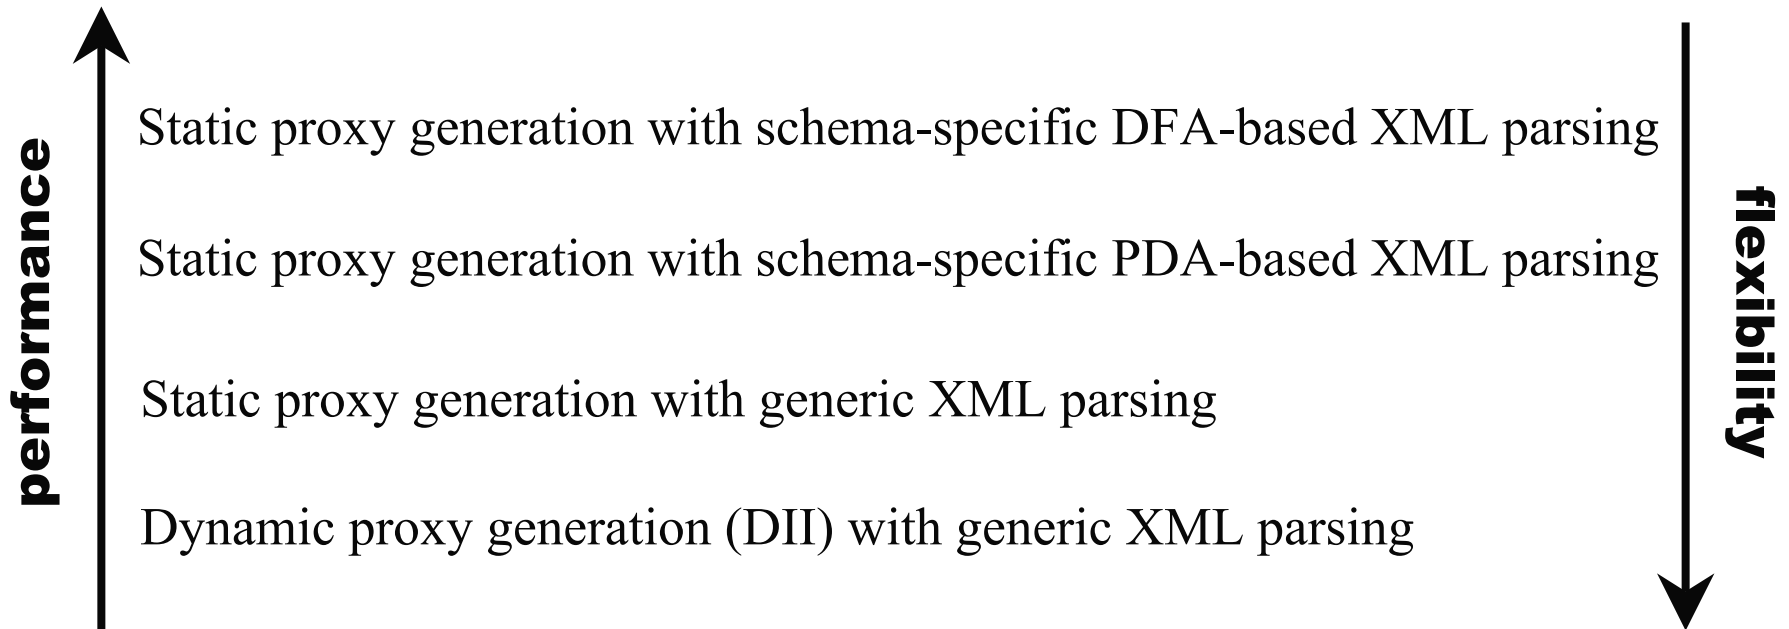 performance
Static proxy generation with schema-specific DFA-based XML parsing
Static proxy generation with schema-specific PDA-based XML parsing
Static proxy generation with generic XML parsing
Dynamic proxy generation (DII) with generic XML parsing
flexibility